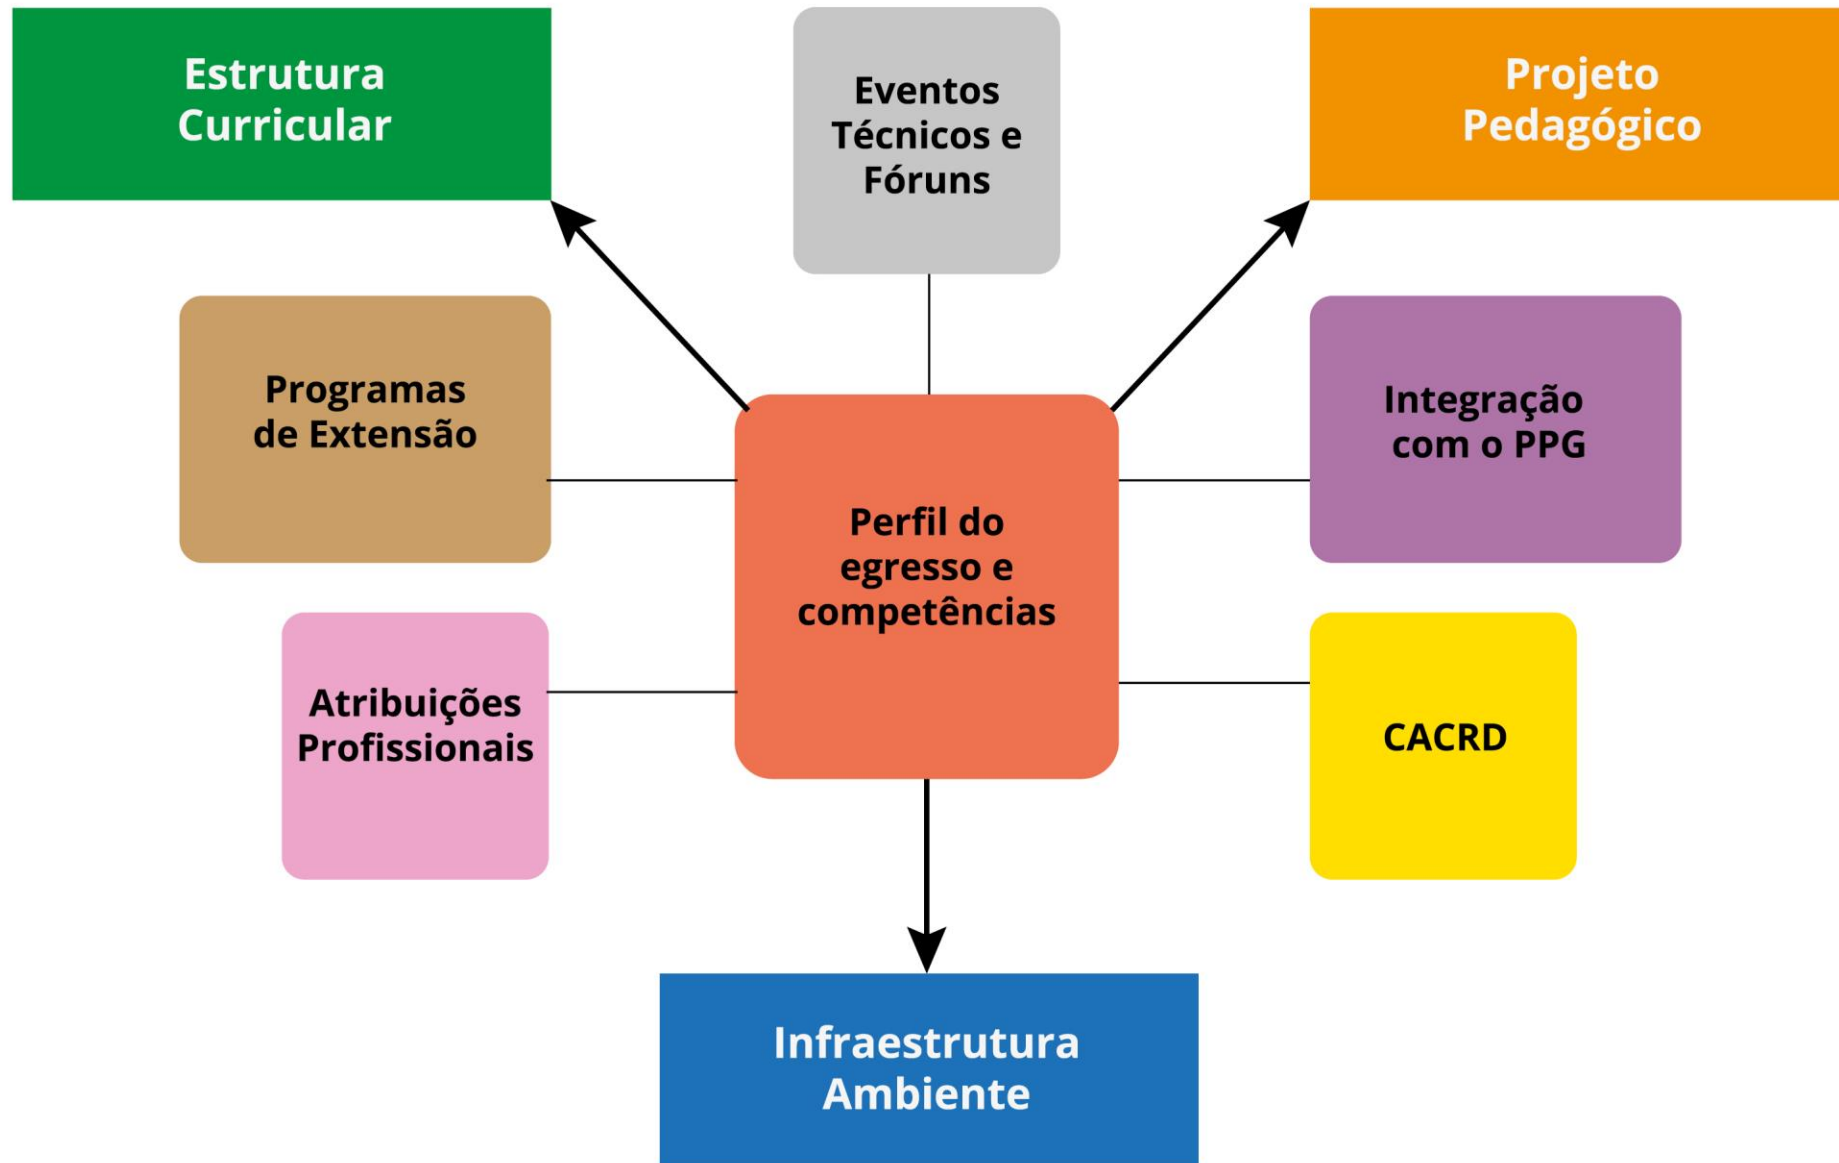 Estrutura
Curricular
Eventos
Técnicos e
Fóruns
Projeto
Pedagógico
Programas
de Extensão
Integração
com o PPG
Perfil do
egresso e
competências
Atribuições
Profissionais
CACRD
Infraestrutura
Ambiente